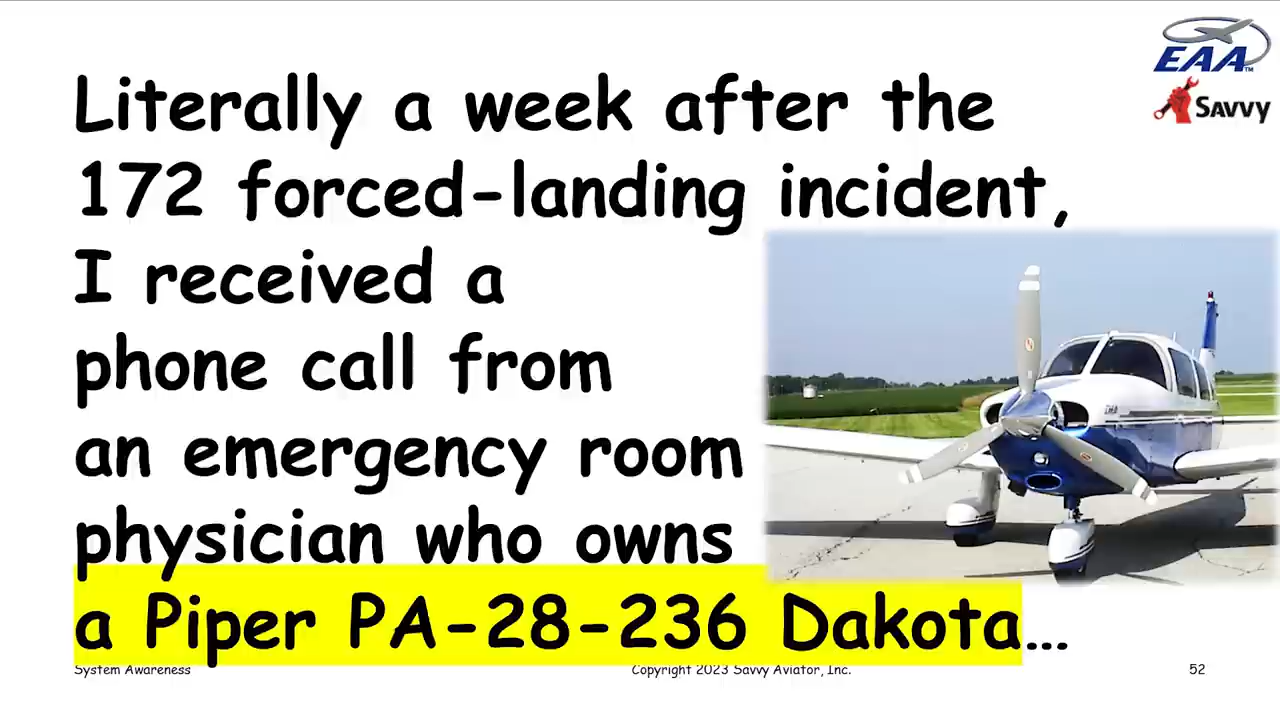 EAA
Savvy
Literally a week after the
172 forced-landing incident,
I received a
phone call from
an emergency room
physician who owns
a Piper PA-28-236 Dakota...
System Awareness
Copyright 2023 Savvy Aviator, Inc.
52